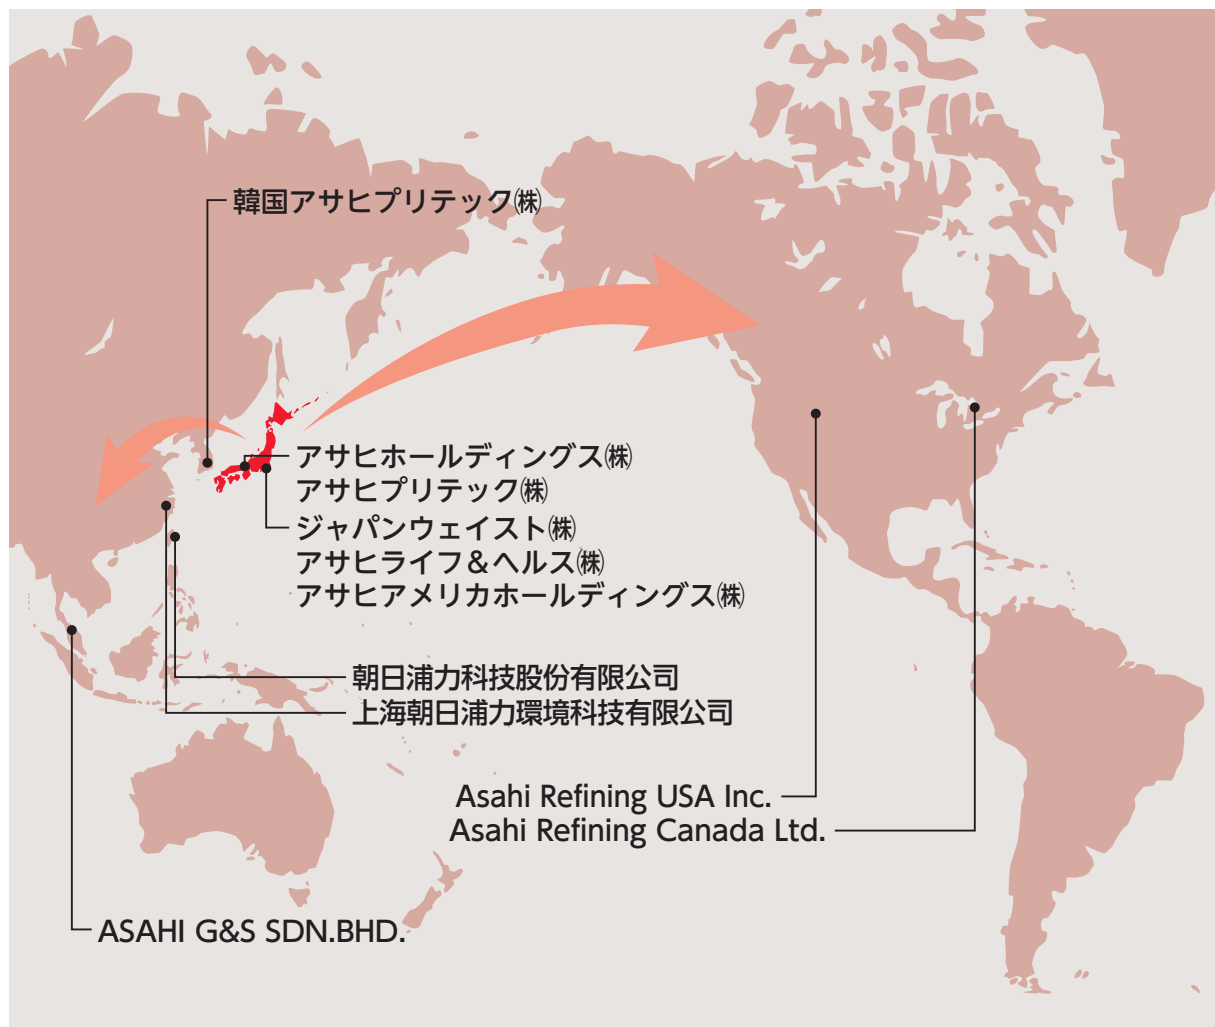 韓国アサヒプリテック㈱
アサヒホールディングス㈱
アサヒプリテック㈱
ジャパンウェイスト㈱
アサヒライフ＆ヘルス㈱
アサヒアメリカホールディングス㈱
朝日浦力科技股份有限公司
上海朝日浦力環境科技有限公司
Asahi Refining USA Inc.
Asahi Refining Canada Ltd.
ASAHI G&S SDN.BHD.